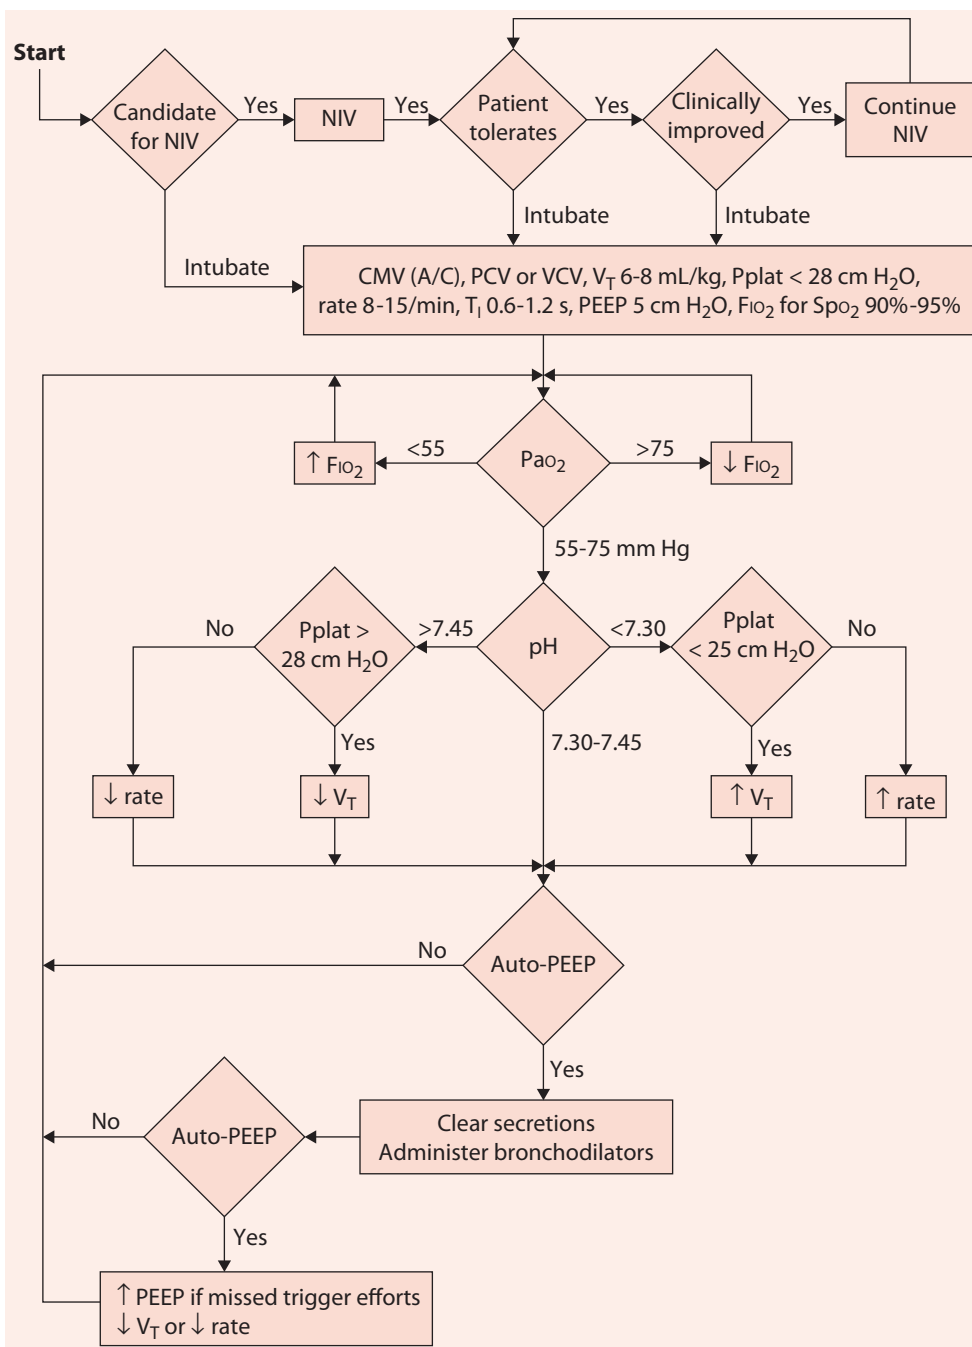 Start
Candidate
for NIV
Yes
NIV
Yes
Patient
tolerates
Yes
Clinically
improved
Yes
Continue
NIV
Intubate
Intubate
Intubate
CMV (A/C), PCV or VCV, V_T 6-8 mL/kg, Pplat < 28 cm H₂O,
rate 8-15/min, T_I 0.6-1.2 s, PEEP 5 cm H₂O, FIO₂ for SpO₂ 90%-95%
↑ FIO₂
<55
PaO₂
>75
↓ FIO₂
55-75 mm Hg
No
Pplat >
28 cm H₂O
>7.45
pH
<7.30
Pplat
< 25 cm H₂O
No
Yes
7.30-7.45
Yes
↓ rate
↓ V_T
↑ V_T
↑ rate
No
Auto-PEEP
Yes
Clear secretions
Administer bronchodilators
No
Auto-PEEP
Yes
↑ PEEP if missed trigger efforts
↓ V_T or ↓ rate